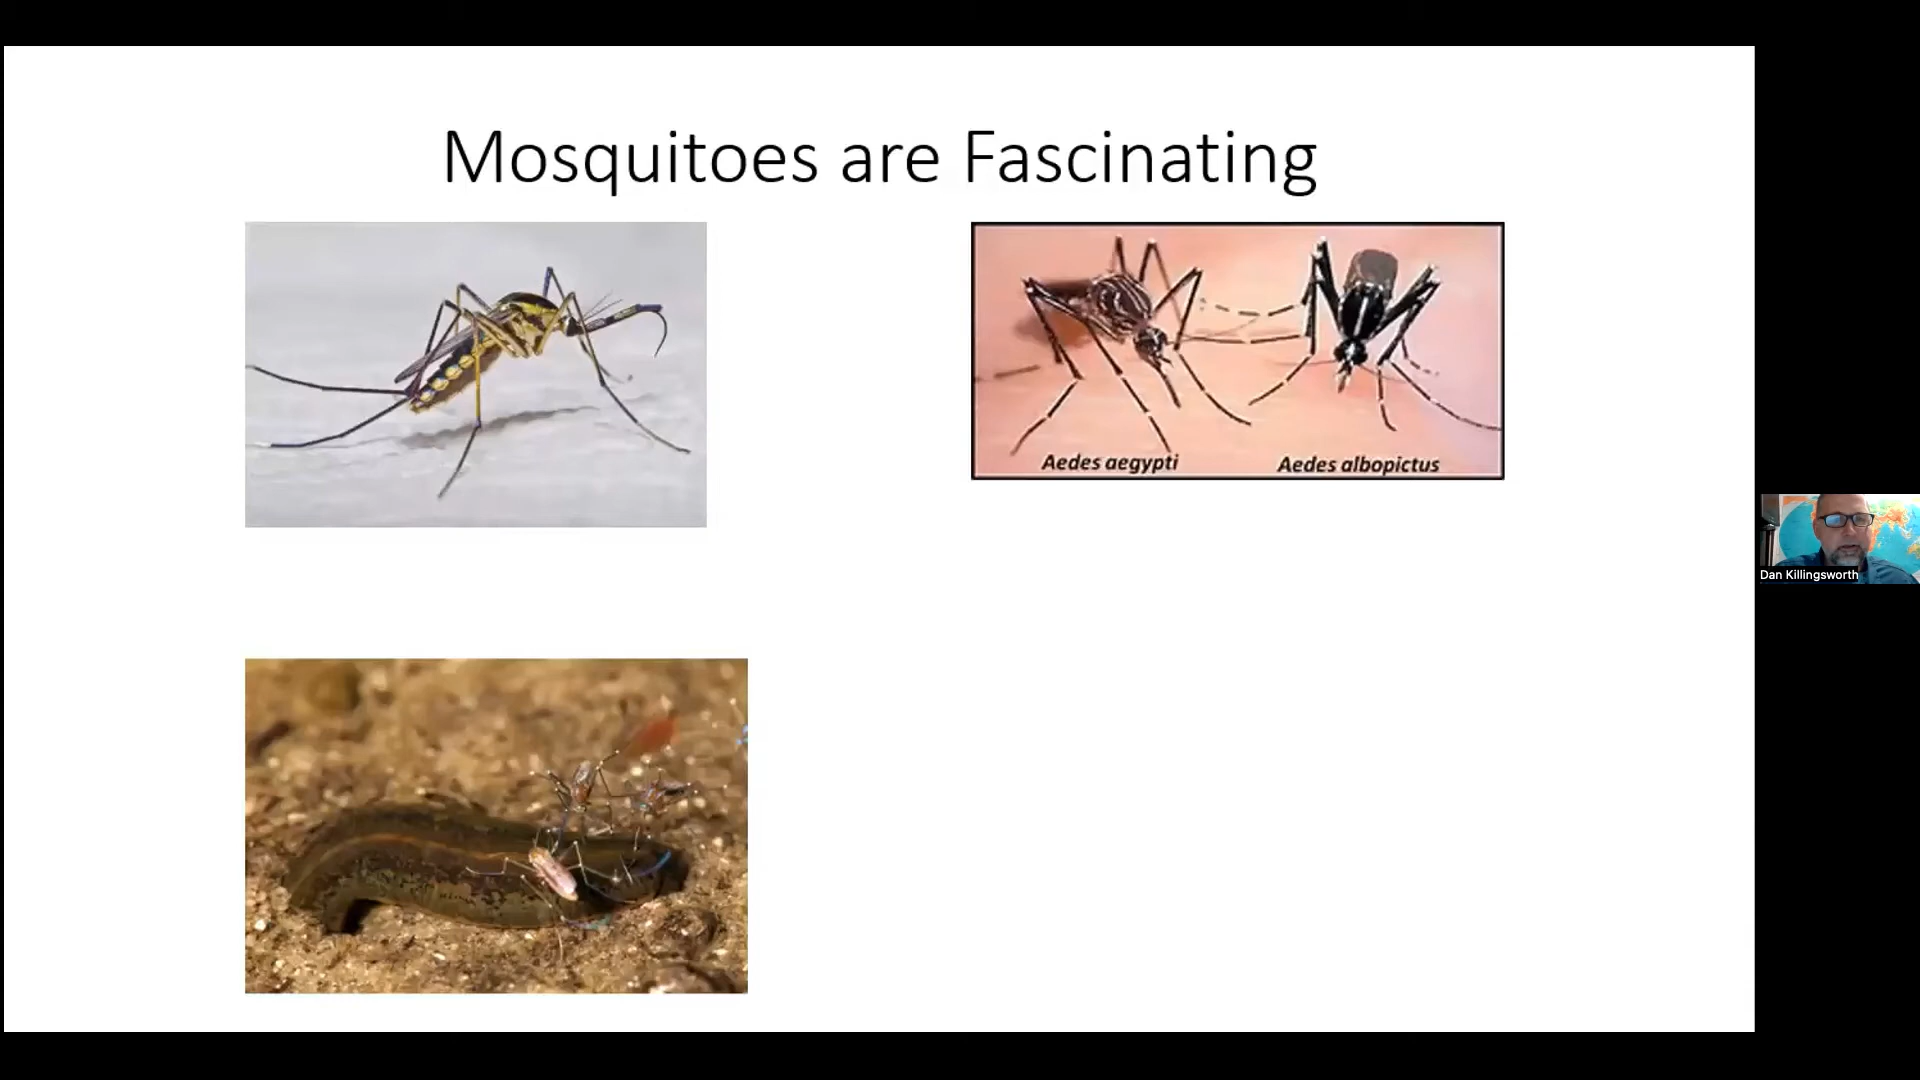 Mosquitoes are Fascinating
Aedes aegypti
Aedes albopictus
Dan Killingsworth